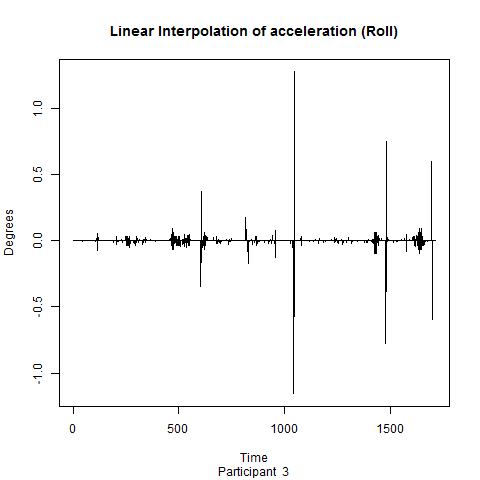 Linear Interpolation of acceleration (Roll)
1.0
0.5
0.0
-0.5
-1.0
Degrees
0 500 1000 1500
Time
Participant 3